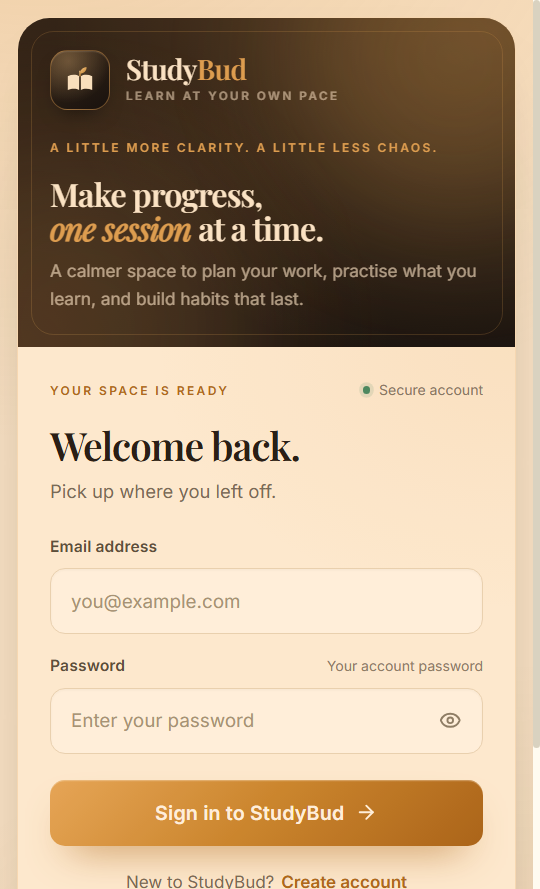 StudyBud
LEARN AT YOUR OWN PACE
A LITTLE MORE CLARITY. A LITTLE LESS CHAOS.
Make progress,
one session at a time.
A calmer space to plan your work, practise what you
learn, and build habits that last.
YOUR SPACE IS READY
Secure account
Welcome back.
Pick up where you left off.
Email address
you@example.com
Password
Your account password
Enter your password
Sign in to StudyBud →
New to StudyBud? Create account